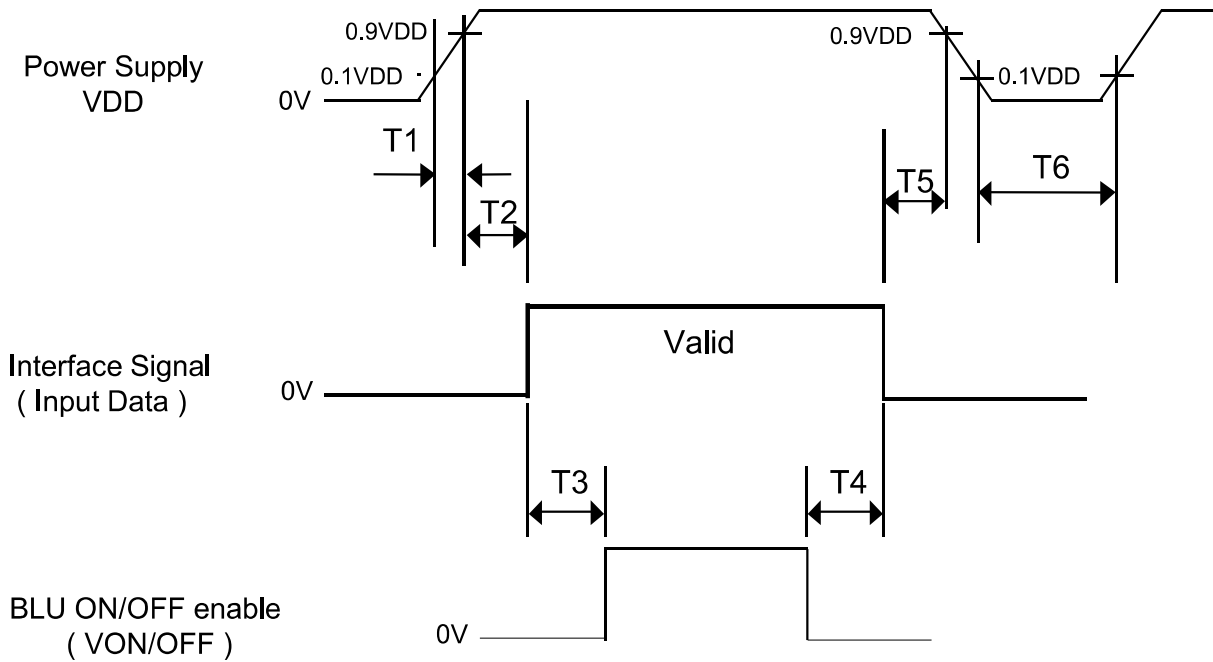 0.9VDD
0.9VDD
Power Supply
VDD
0.1VDD
0.1VDD
0V
T1
T2
T5
T6
Valid
Interface Signal
( Input Data )
0V
T3
T4
BLU ON/OFF enable
( VON/OFF )
0V